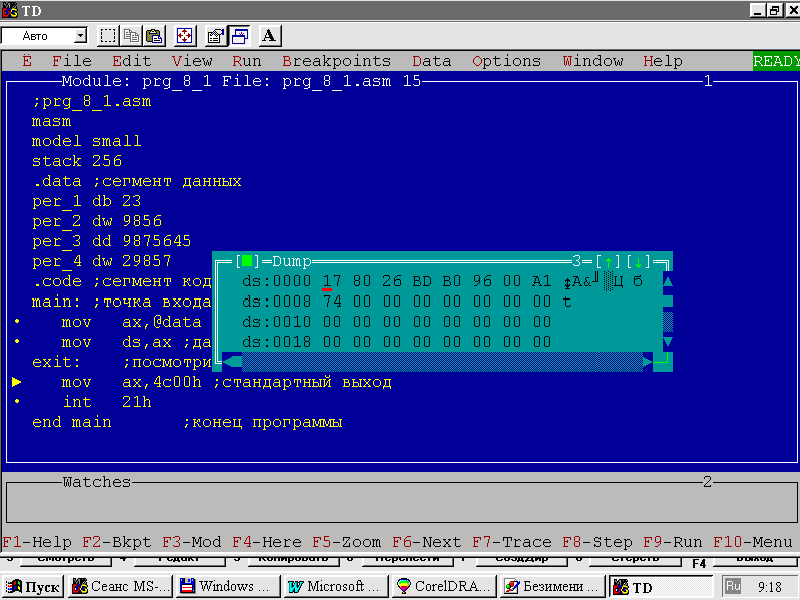 TD
Авто
A
Ё File Edit View Run Breakpoints Data Options Window Help READY
Module: prg_8_1 File: prg_8_1.asm 15 1
;prg_8_1.asm
masm
model small
stack 256
.data ;сегмент данных
per_1 db 23
per_2 dw 9856
per_3 dd 9875645
per_4 dw 29857
.code ;сегмент код
main: ;точка входа
mov ax,@data
mov ds,ax ;да
exit: ;посмотри
mov ax,4c00h ;стандартный выход
int 21h
end main ;конец программы
[■]=Dump 3=[↑][↓]
ds:0000 17 80 26 BD B0 96 00 A1 ↨А&╜░Ц б
ds:0008 74 00 00 00 00 00 00 00 t
ds:0010 00 00 00 00 00 00 00 00
ds:0018 00 00 00 00 00 00 00 00
Watches 2
F1-Help F2-Bkpt F3-Mod F4-Here F5-Zoom F6-Next F7-Trace F8-Step F9-Run F10-Menu
F4
Пуск Сеанс MS-... Windows ... Microsoft ... CorelDRA... Безимени ... TD Ru 9:18